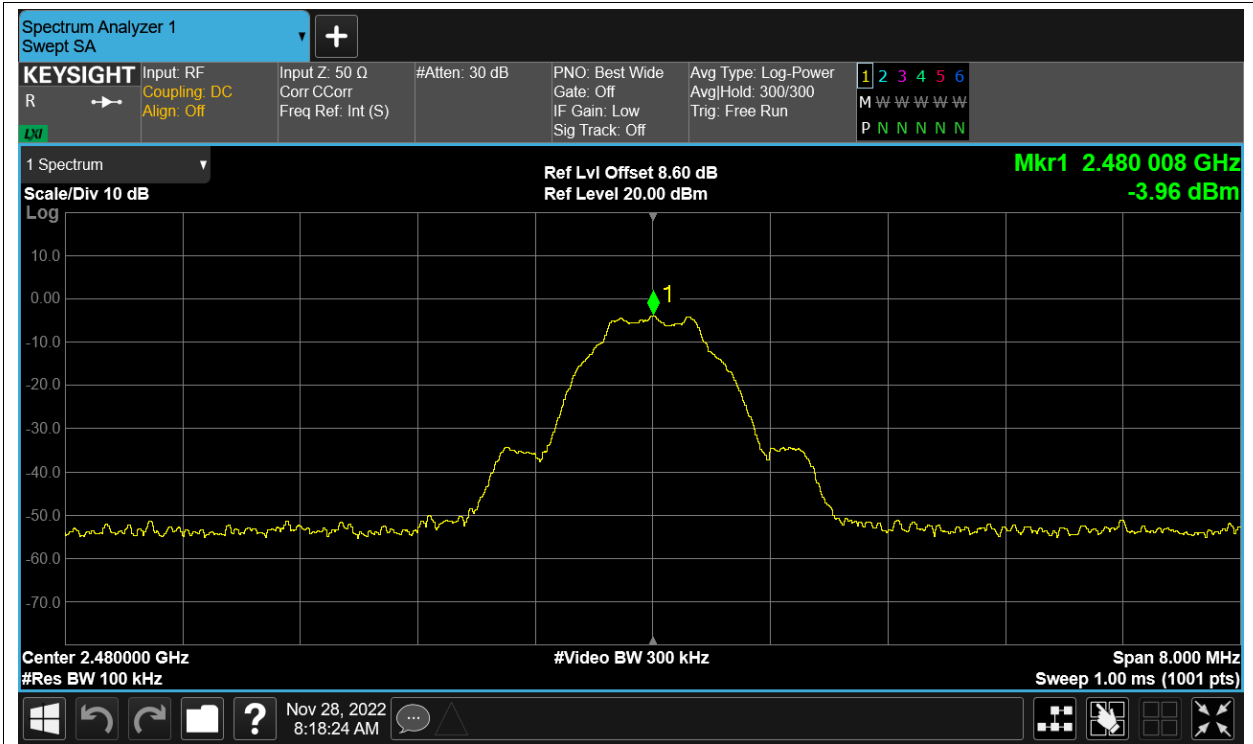 Spectrum Analyzer 1
Swept SA
KEYSIGHT
R
LXI
Input: RF
Coupling: DC
Align: Off
Input Z: 50 Ω
Corr CCorr
Freq Ref: Int (S)
#Atten: 30 dB
PNO: Best Wide
Gate: Off
IF Gain: Low
Sig Track: Off
Avg Type: Log-Power
Avg|Hold: 300/300
Trig: Free Run
1 2 3 4 5 6
M W W W W W
P N N N N N
1 Spectrum
Scale/Div 10 dB
Log
Ref Lvl Offset 8.60 dB
Ref Level 20.00 dBm
Mkr1 2.480 008 GHz
-3.96 dBm
10.0
0.00
-10.0
-20.0
-30.0
-40.0
-50.0
-60.0
-70.0
1
Center 2.480000 GHz
#Res BW 100 kHz
#Video BW 300 kHz
Span 8.000 MHz
Sweep 1.00 ms (1001 pts)
?
Nov 28, 2022
8:18:24 AM